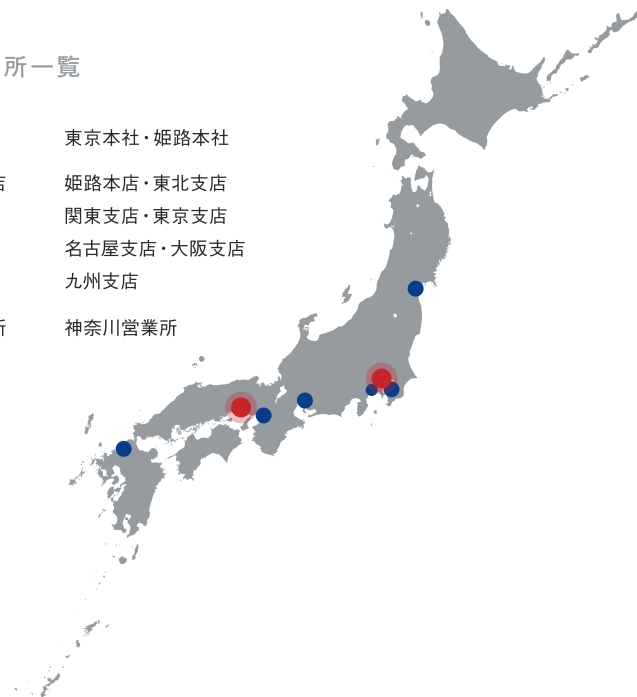 所一覧
東京本社・姫路本社
店 姫路本店・東北支店
関東支店・東京支店
名古屋支店・大阪支店
九州支店
所 神奈川営業所